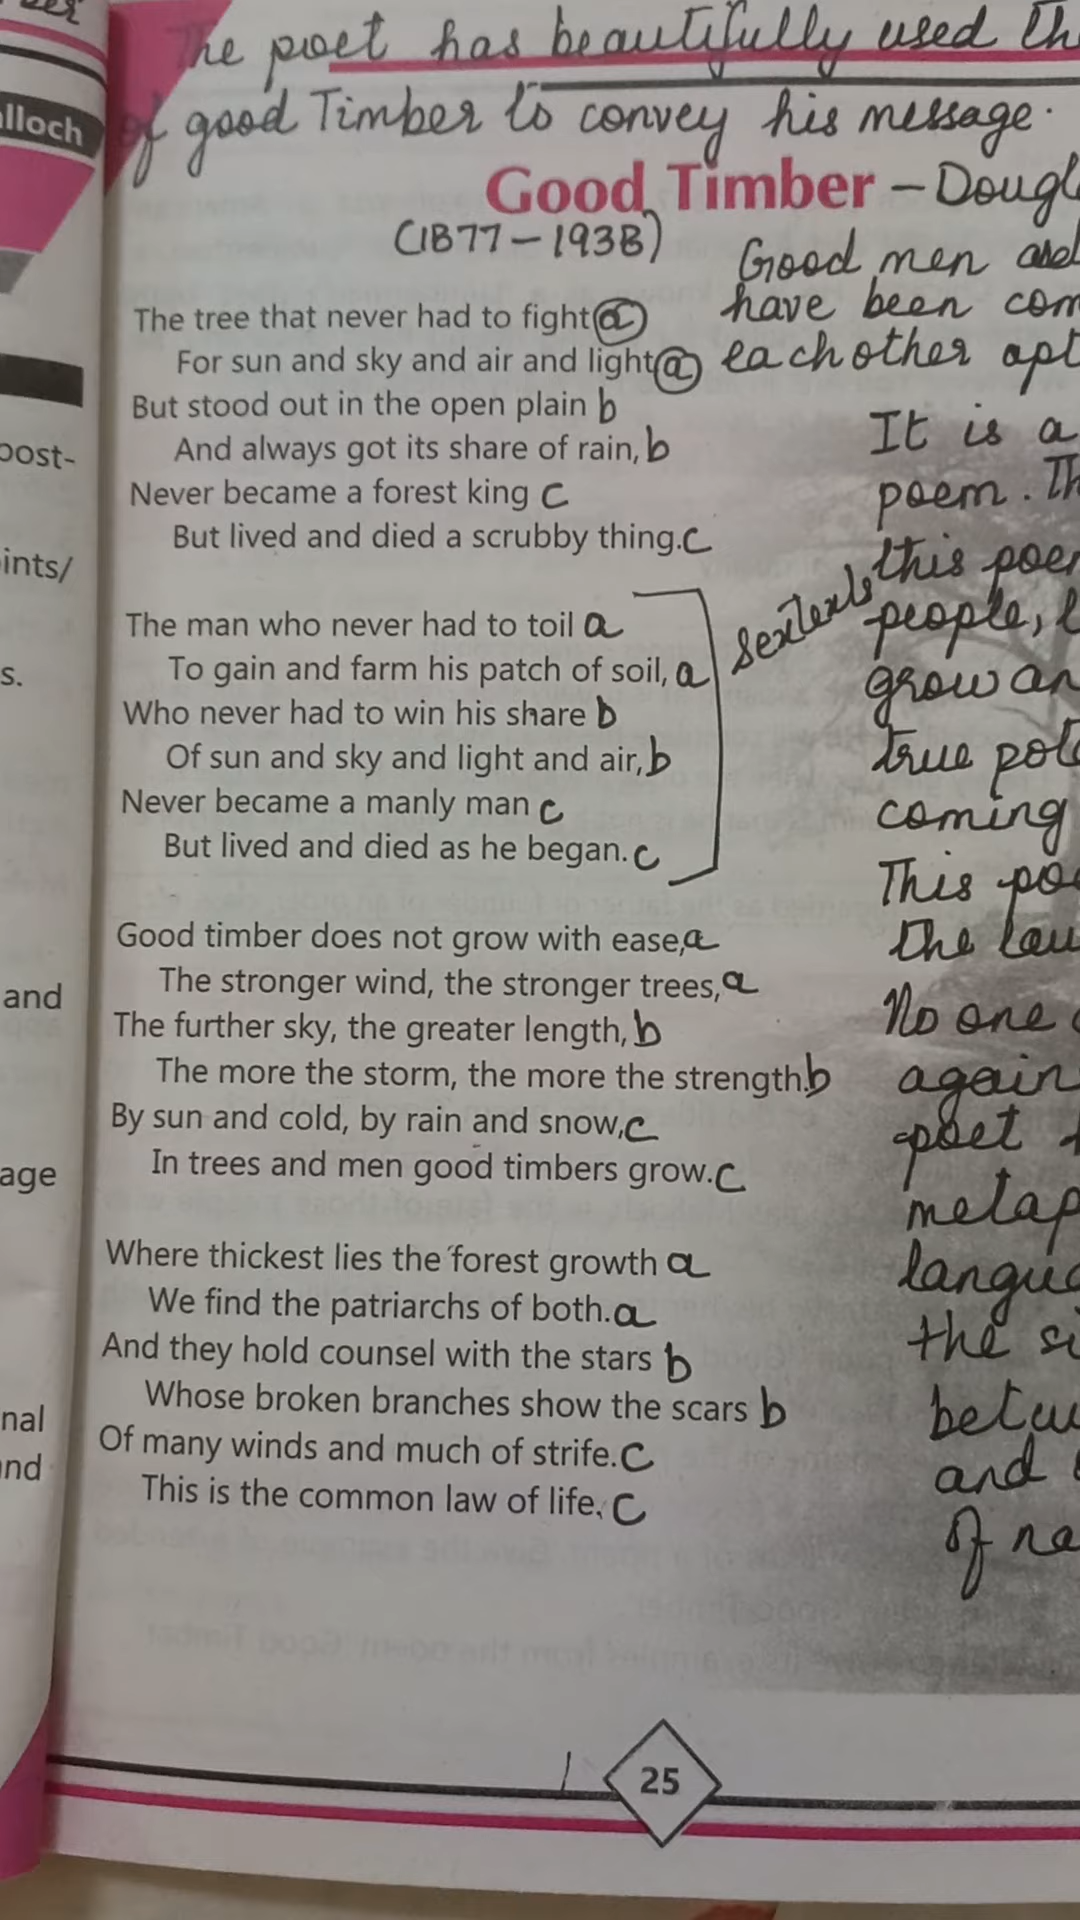 lloch
The poet has beautifully used
of good Timber to convey his message.
Good Timber – Dougl
(1877 – 1938)
Good men and
have been com
each other apt
The tree that never had to fight a
For sun and sky and air and light a
But stood out in the open plain b
And always got its share of rain, b
Never became a forest king c
But lived and died a scrubby thing. c
The man who never had to toil a
To gain and farm his patch of soil, a
Who never had to win his share b
Of sun and sky and light and air, b
Never became a manly man c
But lived and died as he began. c
Good timber does not grow with ease, a
The stronger wind, the stronger trees, a
The further sky, the greater length, b
The more the storm, the more the strength. b
By sun and cold, by rain and snow, c
In trees and men good timbers grow. c
Where thickest lies the forest growth a
We find the patriarchs of both. a
And they hold counsel with the stars b
Whose broken branches show the scars b
Of many winds and much of strife. c
This is the common law of life. c
It is a
poem. Th
this poem
people, l
grow an
true pote
coming
This poe
the law
No one
again
poet
metap
langua
the si
betw
and
of na
post-
ints/
s.
and
age
nal
nd
25